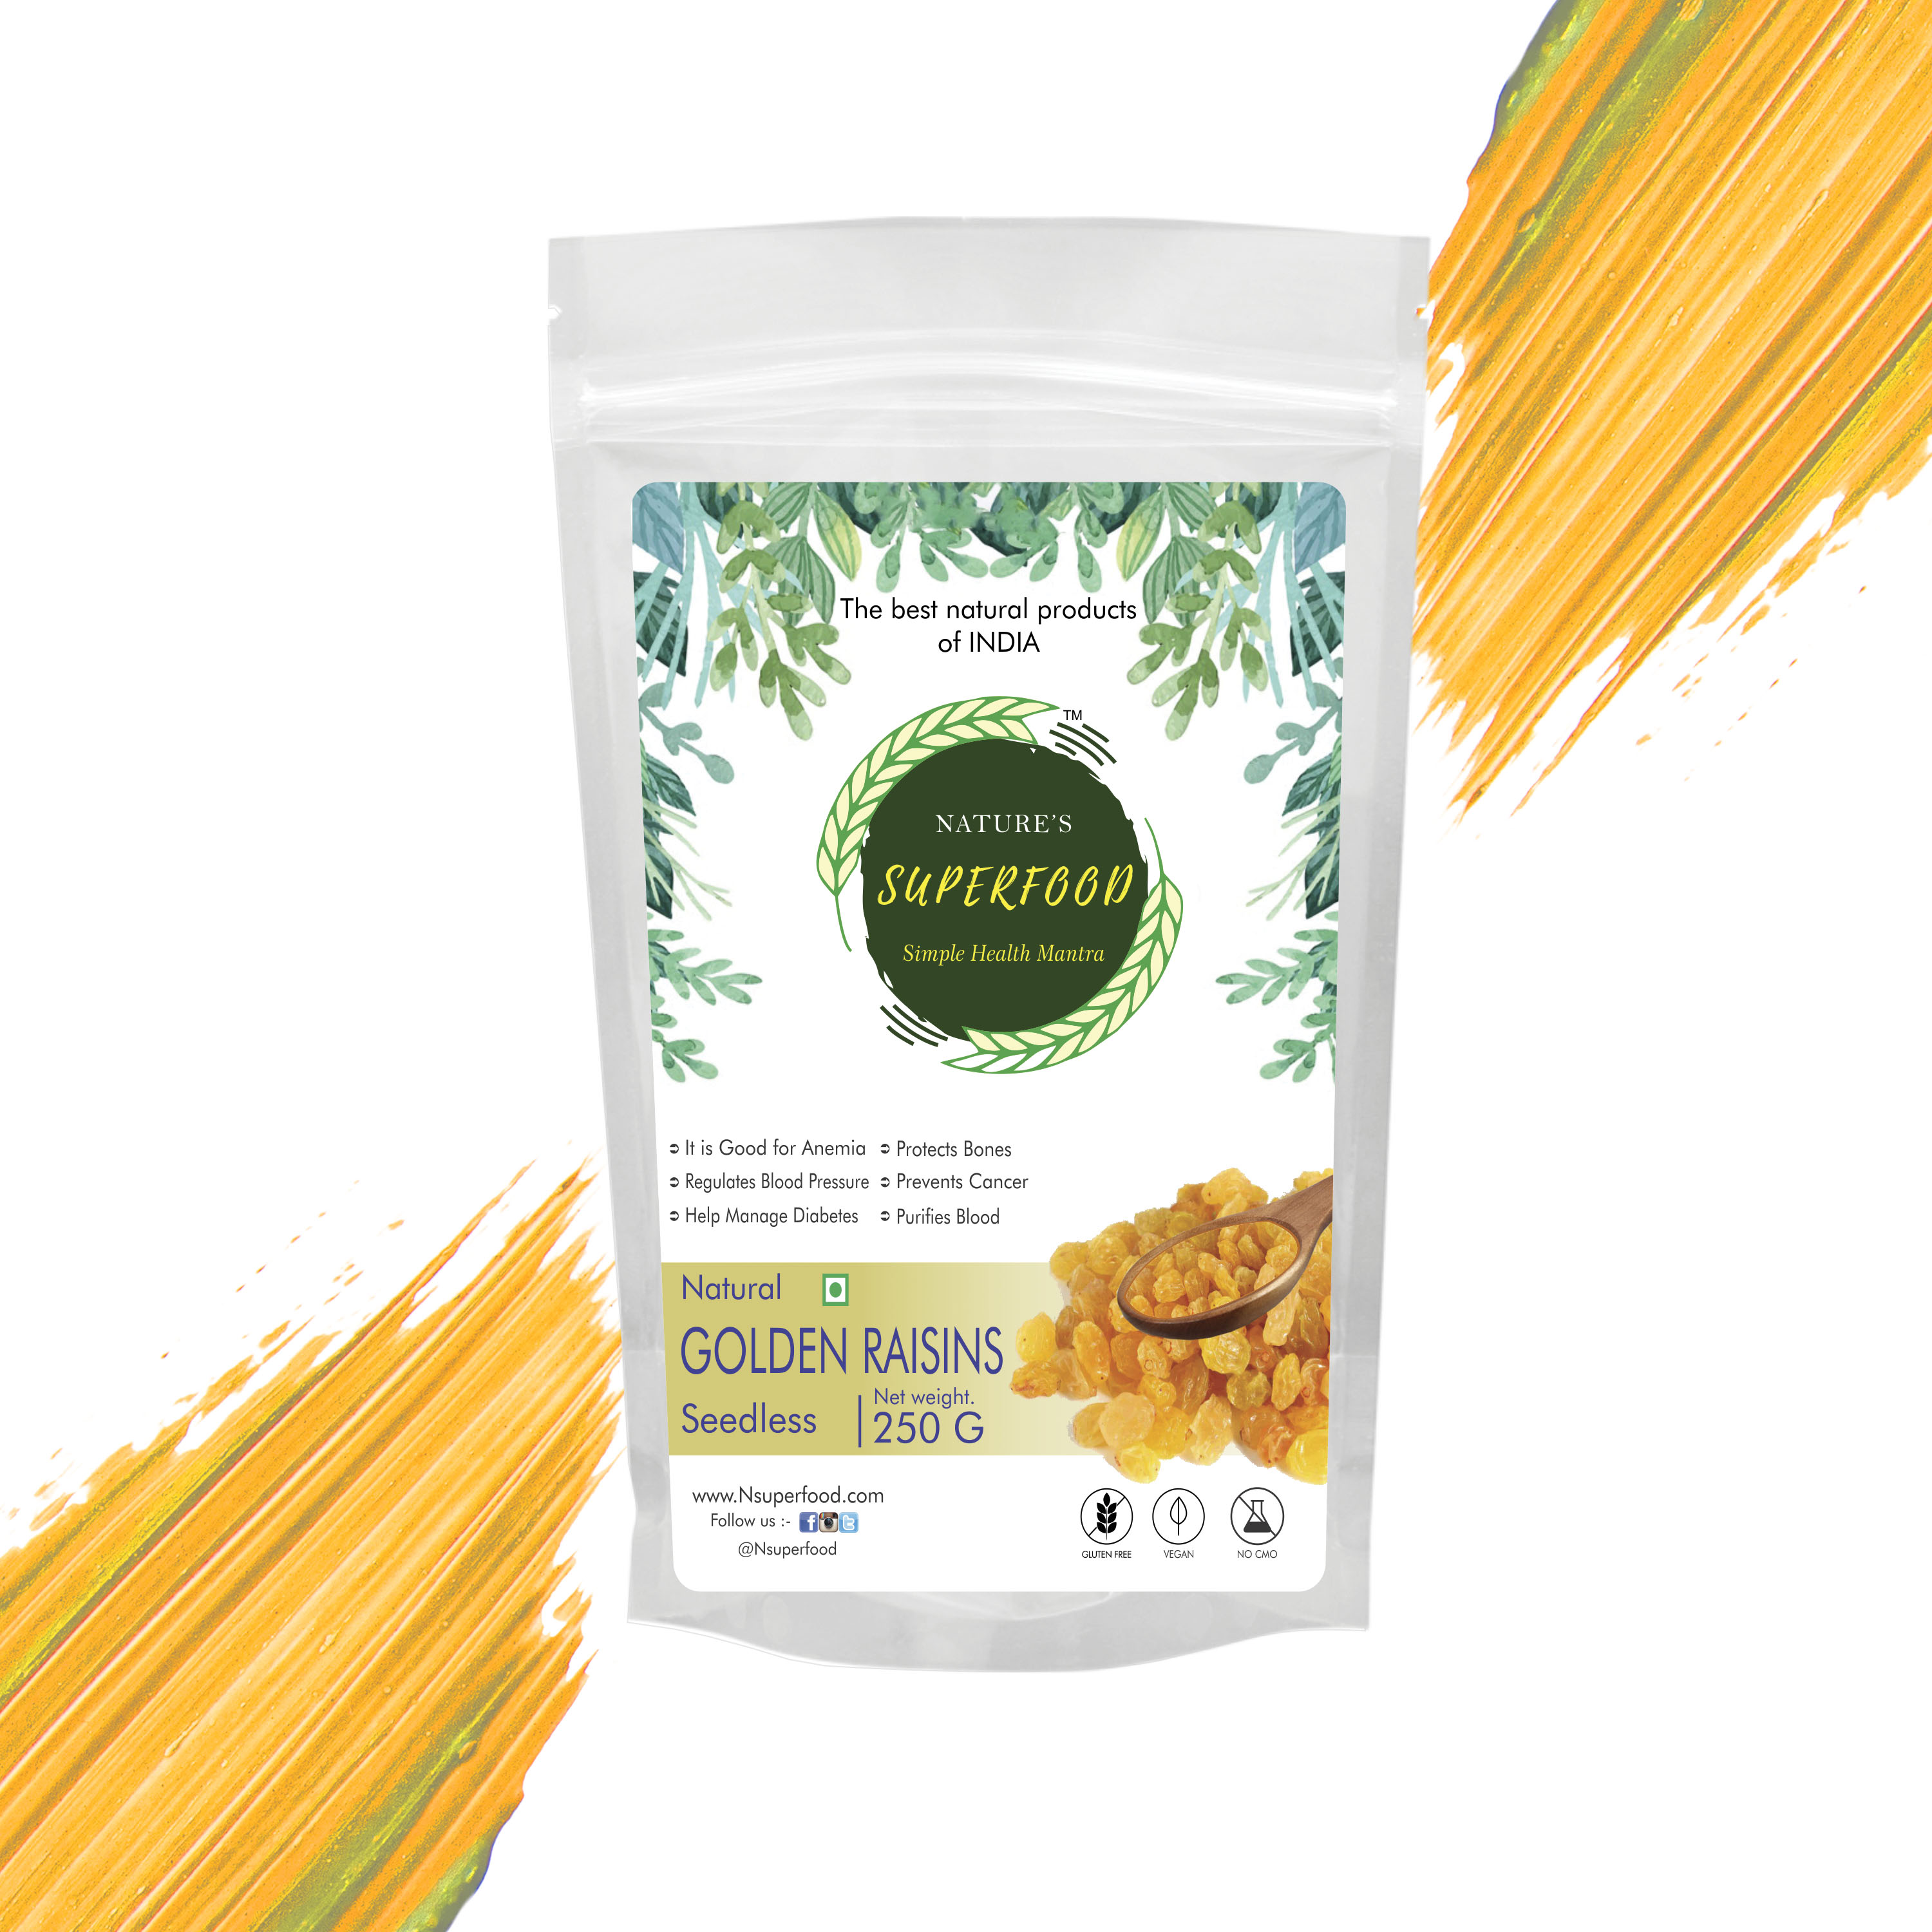 The best natural products
of INDIA
TM
NATURE'S
SUPERFOOD
Simple Health Mantra
It is Good for Anemia
Protects Bones
Regulates Blood Pressure
Prevents Cancer
Help Manage Diabetes
Purifies Blood
Natural
GOLDEN RAISINS
Seedless
Net weight.
250 G
www.Nsuperfood.com
Follow us :-
@Nsuperfood
GLUTEN FREE
VEGAN
NO CMO